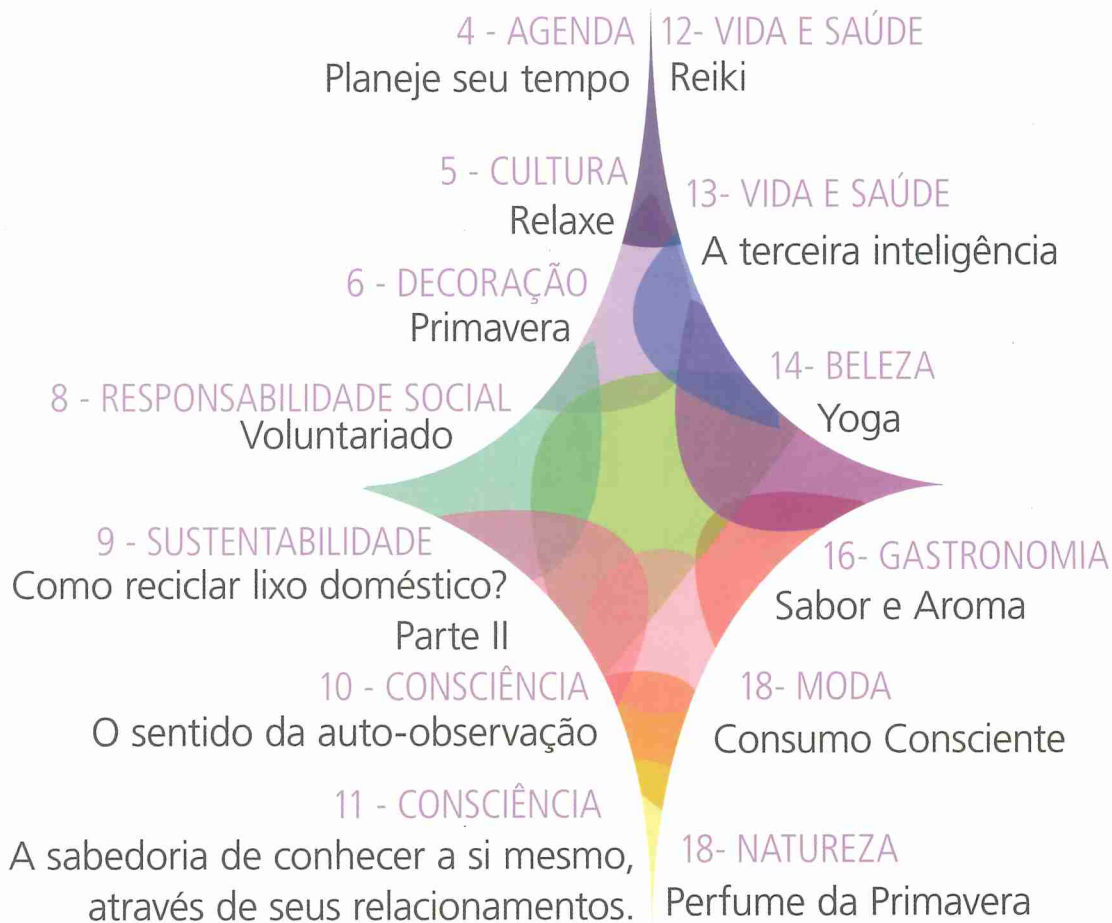 4 - AGENDA
Planeje seu tempo
5 - CULTURA
Relaxe
6 - DECORAÇÃO
Primavera
8 - RESPONSABILIDADE SOCIAL
Voluntariado
9 - SUSTENTABILIDADE
Como reciclar lixo doméstico?
Parte II
10 - CONSCIÊNCIA
O sentido da auto-observação
11 - CONSCIÊNCIA
A sabedoria de conhecer a si mesmo,
através de seus relacionamentos.
12- VIDA E SAÚDE
Reiki
13- VIDA E SAÚDE
A terceira inteligência
14- BELEZA
Yoga
16- GASTRONOMIA
Sabor e Aroma
18- MODA
Consumo Consciente
18- NATUREZA
Perfume da Primavera